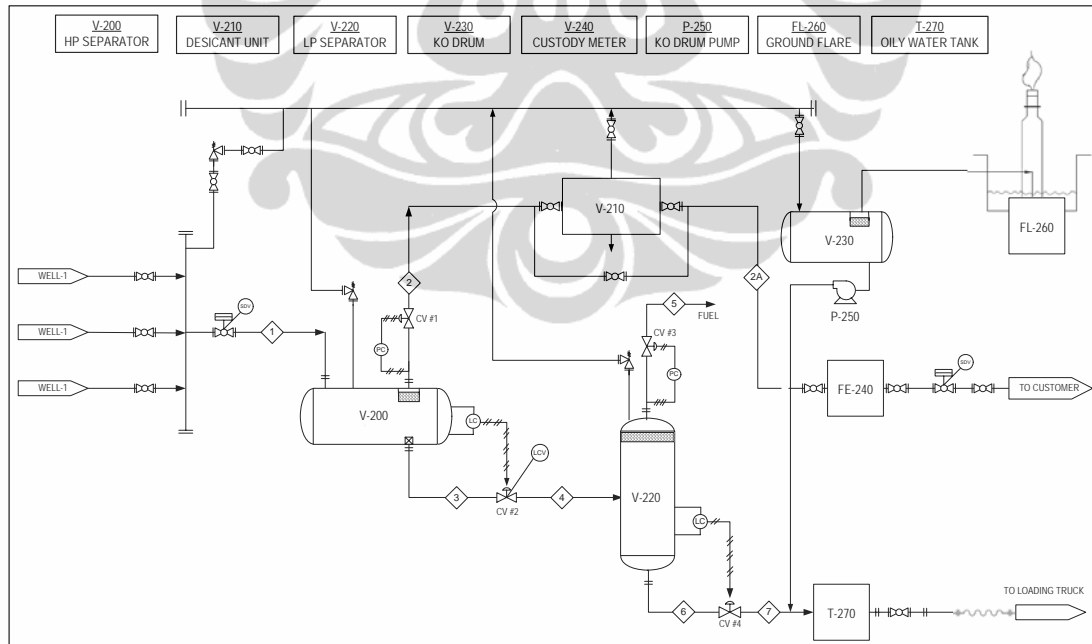 V-200
HP SEPARATOR
V-210
DESICANT UNIT
V-220
LP SEPARATOR
V-230
KO DRUM
V-240
CUSTODY METER
P-250
KO DRUM PUMP
FL-260
GROUND FLARE
T-270
OILY WATER TANK
V-210
V-230
FL-260
WELL-1
2
2A
5
FUEL
P-250
SDV
CV #1
CV #3
WELL-1
1
PC
PC
SDV
WELL-1
FE-240
TO CUSTOMER
V-200
LC
LCV
V-220
3
4
CV #2
LC
TO LOADING TRUCK
6
7
T-270
CV #4